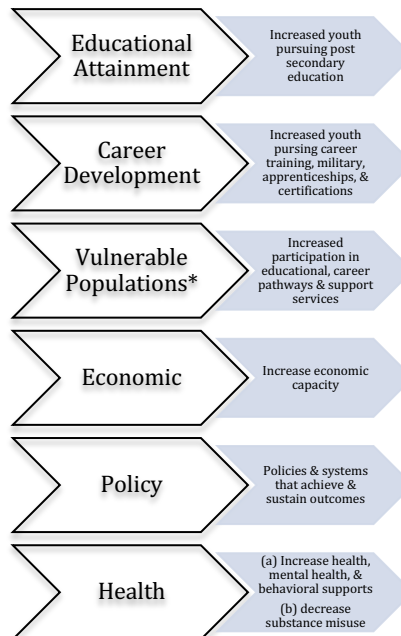 Educational
Attainment
Increased youth
pursuing post
secondary
education
Career
Development
Increased youth
pursing career
training, military,
apprenticeships, &
certifications
Vulnerable
Populations*
Increased
participation in
educational, career
pathways & support
services
Economic
Increase economic
capacity
Policy
Policies & systems
that achieve &
sustain outcomes
Health
(a) Increase health,
mental health, &
behavioral supports
(b) decrease
substance misuse